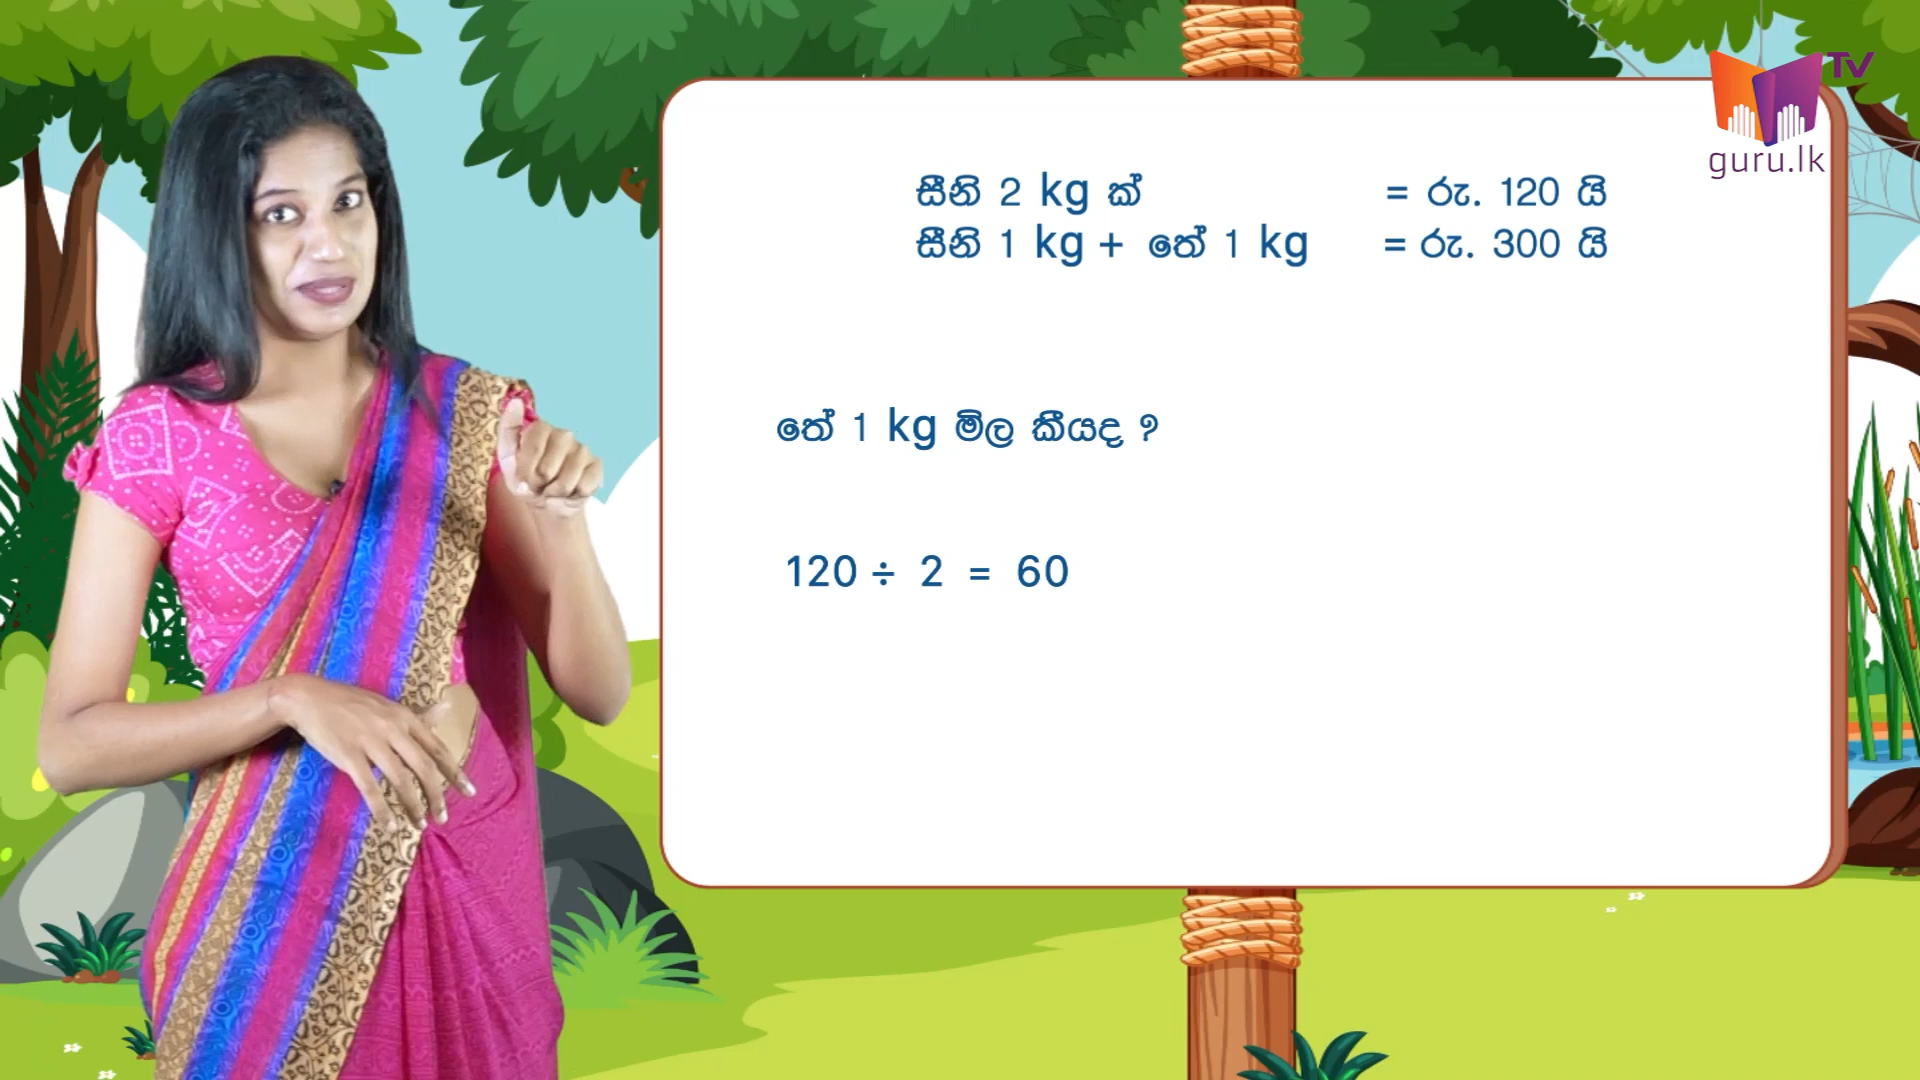 TV
guru.lk
සීනි 2 kg ක් = රු. 120 යි
සීනි 1 kg + තේ 1 kg = රු. 300 යි
තේ 1 kg මිල කීයද ?
120 ÷ 2 = 60